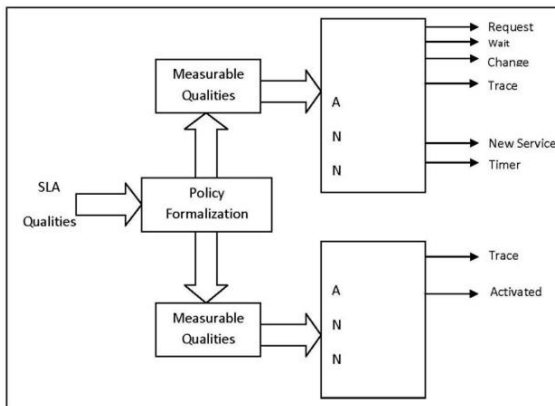 Request
Wait
Change
Trace
New Service
Timer
Measurable
Qualities
A
N
N
SLA
Qualities
Policy
Formalization
Measurable
Qualities
A
N
N
Trace
Activated